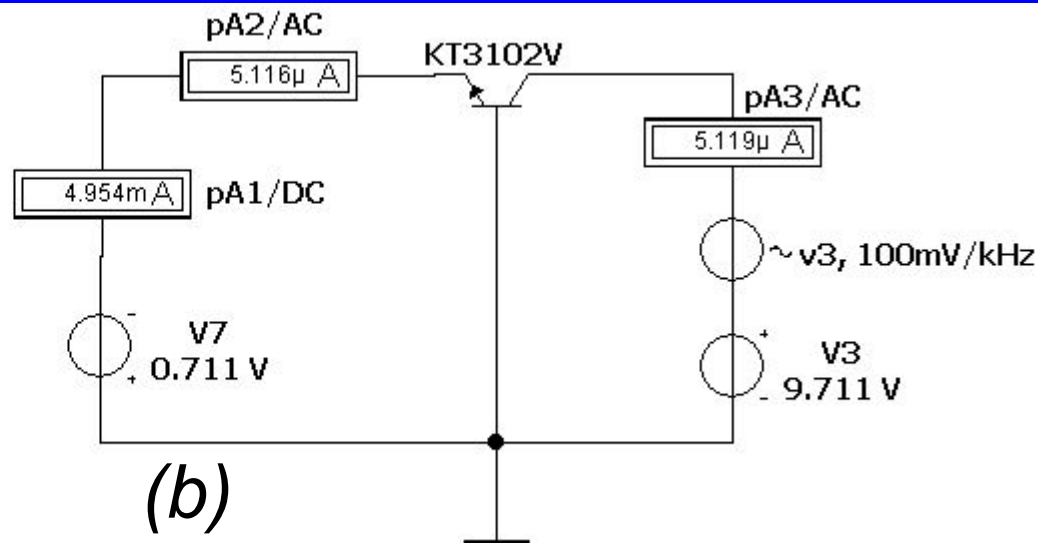 pA2/AC
5.116µ A
KT3102V
pA3/AC
5.119µ A
4.954m A
pA1/DC
~ v3, 100mV/kHz
-
V7
0.711 V
+
+
V3
9.711 V
-
(b)